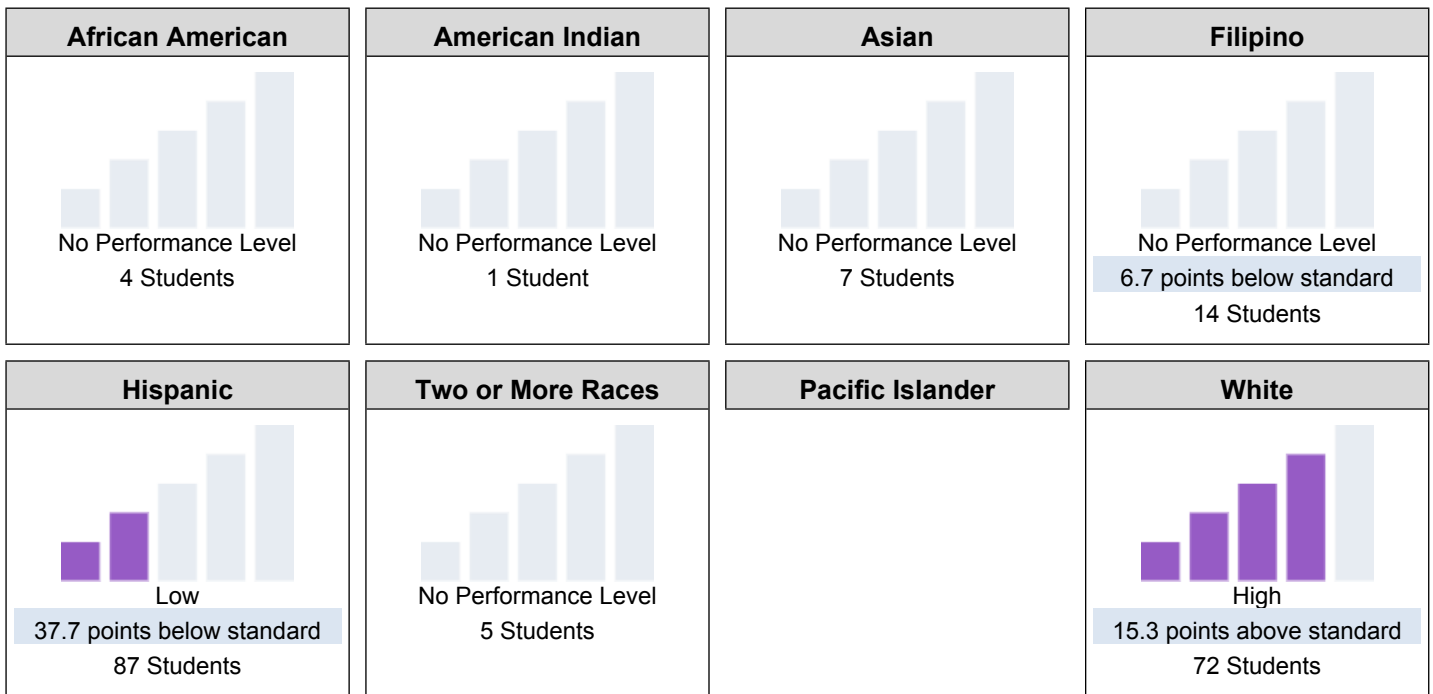 African American
No Performance Level
4 Students
American Indian
No Performance Level
1 Student
Asian
No Performance Level
7 Students
Filipino
No Performance Level
6.7 points below standard
14 Students
Hispanic
Low
37.7 points below standard
87 Students
Two or More Races
No Performance Level
5 Students
Pacific Islander
White
High
15.3 points above standard
72 Students